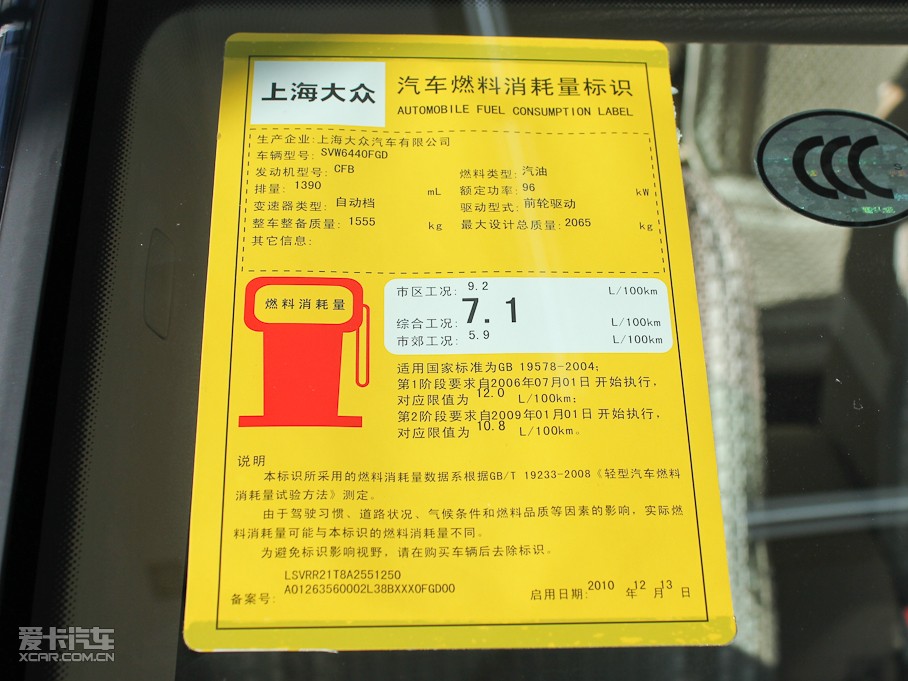 上海大众
汽车燃料消耗量标识
AUTOMOBILE FUEL CONSUMPTION LABEL
生产企业:上海大众汽车有限公司
车辆型号: SVW6440FGD
发动机型号: CFB
燃料类型: 汽油
排量: 1390 mL
额定功率: 96 kW
变速器类型: 自动档
驱动型式: 前轮驱动
整车整备质量: 1555 kg
最大设计总质量: 2065 kg
其它信息:
燃料消耗量
市区工况: 9.2 L/100km
综合工况: 7.1 L/100km
市郊工况: 5.9 L/100km
适用国家标准为GB 19578-2004;
第1阶段要求自2006年07月01日 开始执行,
对应限值为 12.0 L/100km;
第2阶段要求自2009年01月01日 开始执行,
对应限值为 10.8 L/100km。
说明
本标识所采用的燃料消耗量数据系根据GB/T 19233-2008《轻型汽车燃料
消耗量试验方法》测定。
由于驾驶习惯、道路状况、气候条件和燃料品质等因素的影响,实际燃
料消耗量可能与本标识的燃料消耗量不同。
为避免标识影响视野,请在购买车辆后去除标识。
LSVRR21T8A2551250
备案号: A01263560002L38BXXX0FGD00
启用日期: 2010 年 12 月 13 日
CCC
爱卡汽车
XCAR.COM.CN